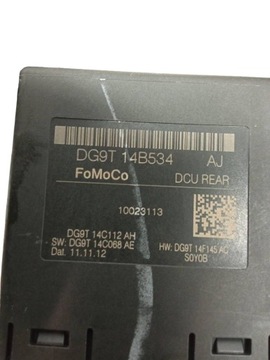 DG9T 14B534 AJ
FoMoCo DCU REAR
10023113
DG9T 14C112 AH
SW: DG9T 14C068 AE HW: DG9T 14F145 AC
Dat. 11.11.12 S0Y0B